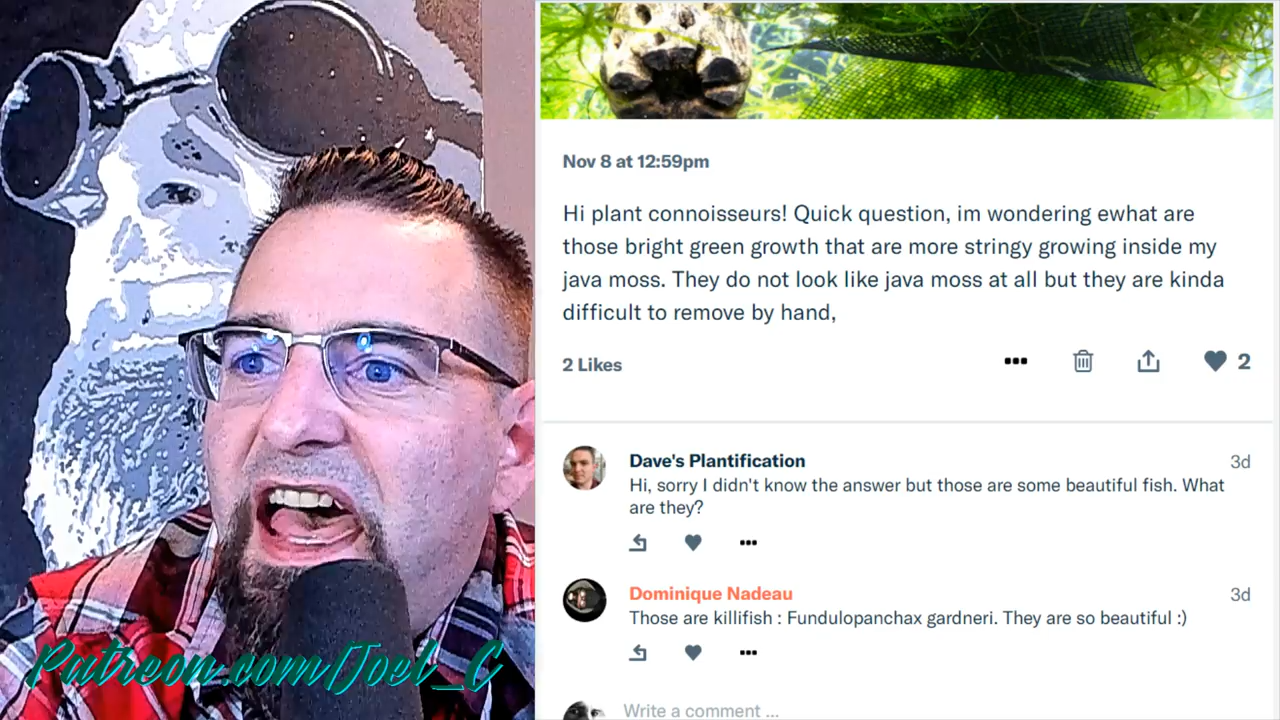 Nov 8 at 12:59pm
Hi plant connoisseurs! Quick question, im wondering ewhat are
those bright green growth that are more stringy growing inside my
java moss. They do not look like java moss at all but they are kinda
difficult to remove by hand,
2 Likes
2
Dave's Plantification
3d
Hi, sorry I didn't know the answer but those are some beautiful fish. What
are they?
Dominique Nadeau
3d
Those are killifish : Fundulopanchax gardneri. They are so beautiful :)
Write a comment ...
Patreon.com/Joel_C